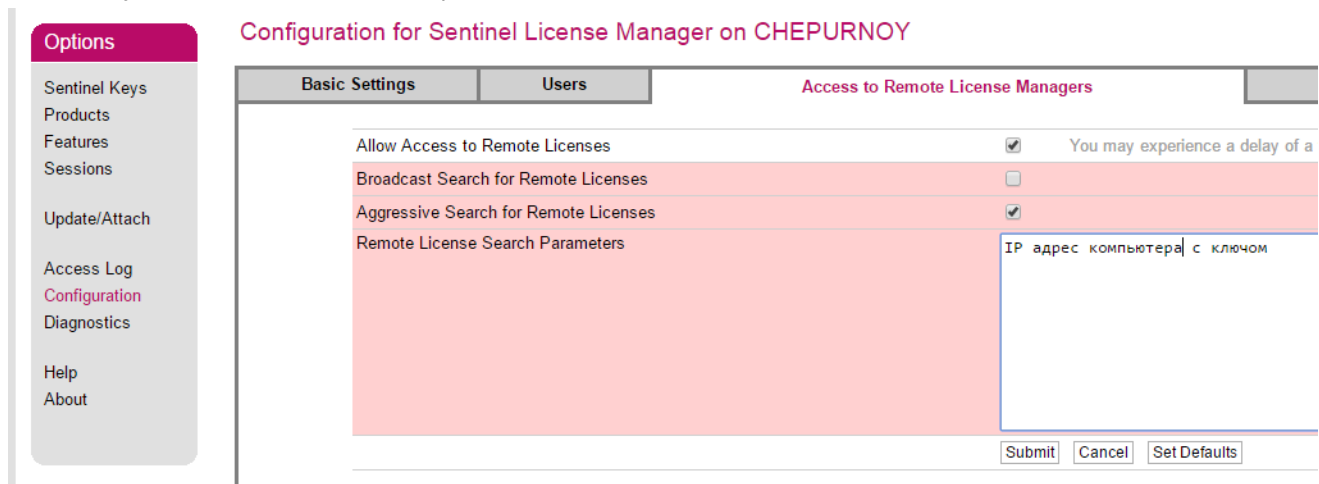 Options
Sentinel Keys
Products
Features
Sessions
Update/Attach
Access Log
Configuration
Diagnostics
Help
About
Configuration for Sentinel License Manager on CHEPURNOY
Basic Settings Users Access to Remote License Managers
Allow Access to Remote Licenses You may experience a delay of a
Broadcast Search for Remote Licenses
Aggressive Search for Remote Licenses
Remote License Search Parameters IP адрес компьютера с ключом
Submit Cancel Set Defaults